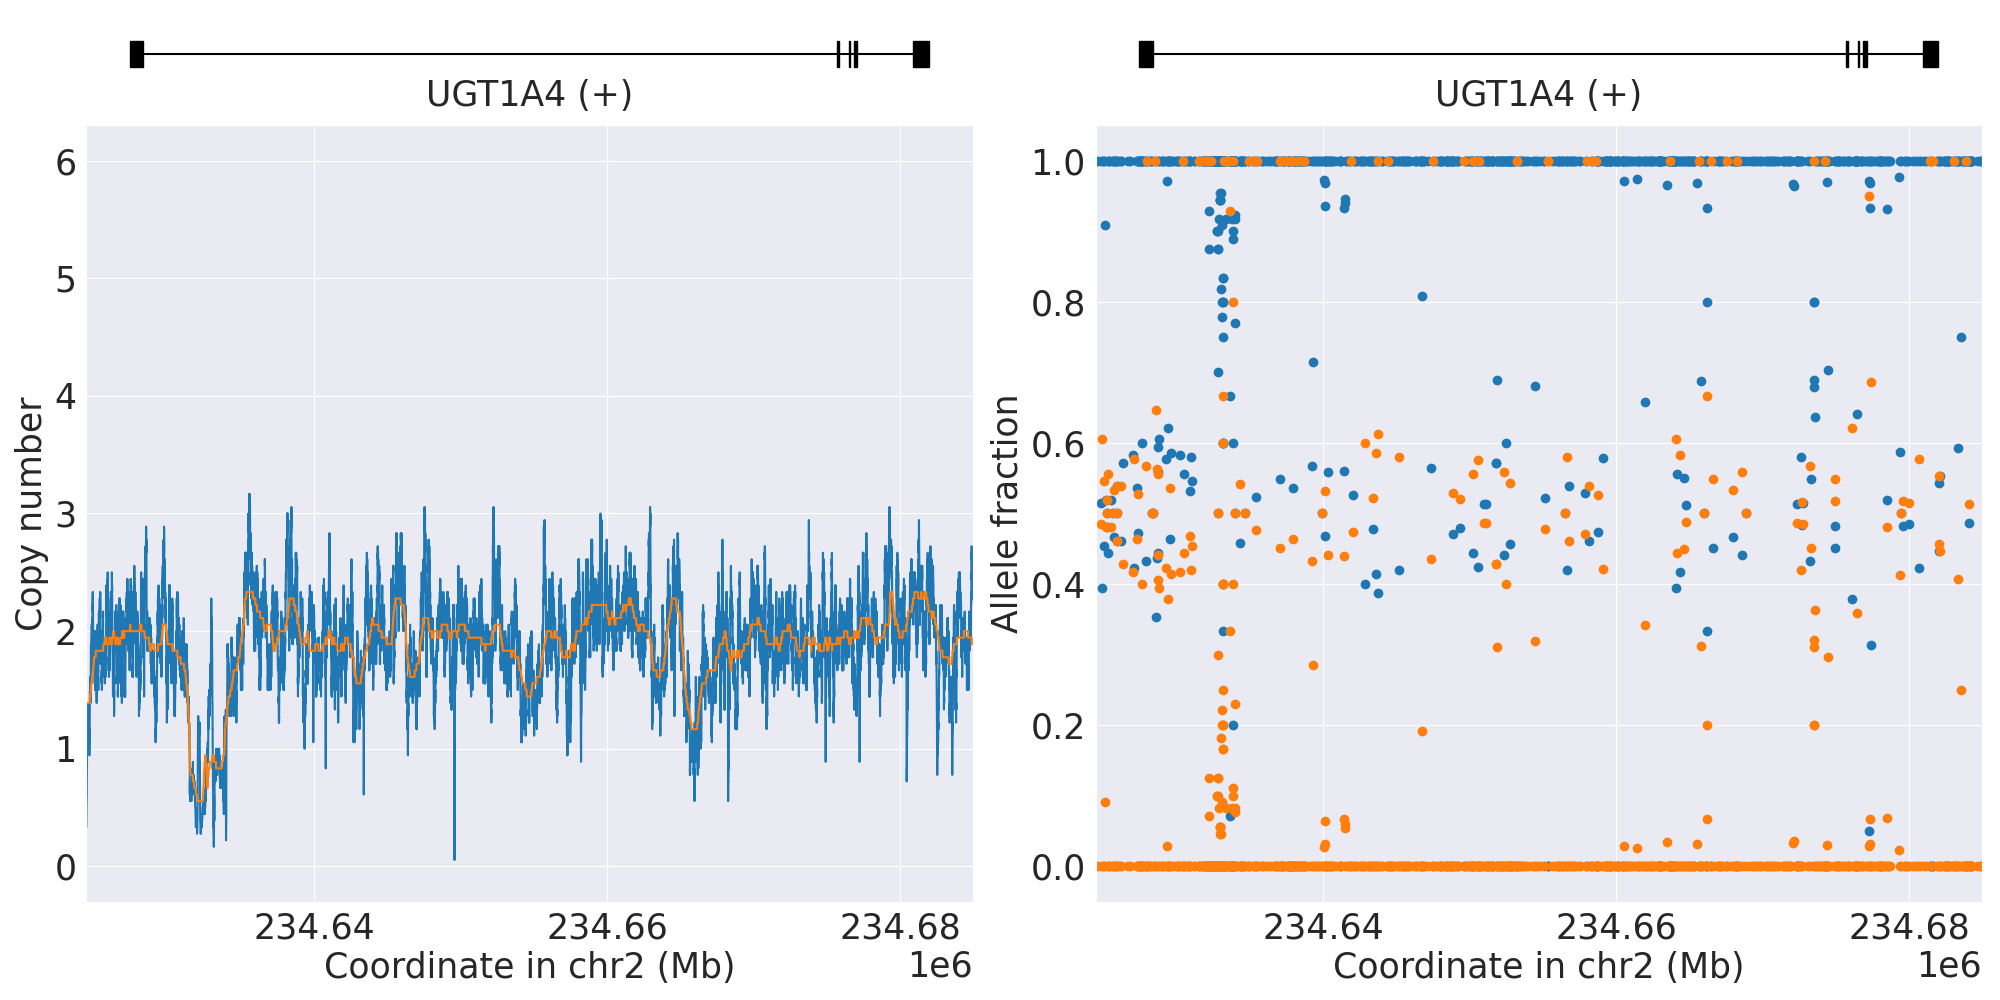 UGT1A4 (+)
6
5
4
3
2
1
0
Copy number
234.64 234.66 234.68
Coordinate in chr2 (Mb) 1e6
UGT1A4 (+)
1.0
0.8
0.6
0.4
0.2
0.0
Allele fraction
234.64 234.66 234.68
Coordinate in chr2 (Mb) 1e6